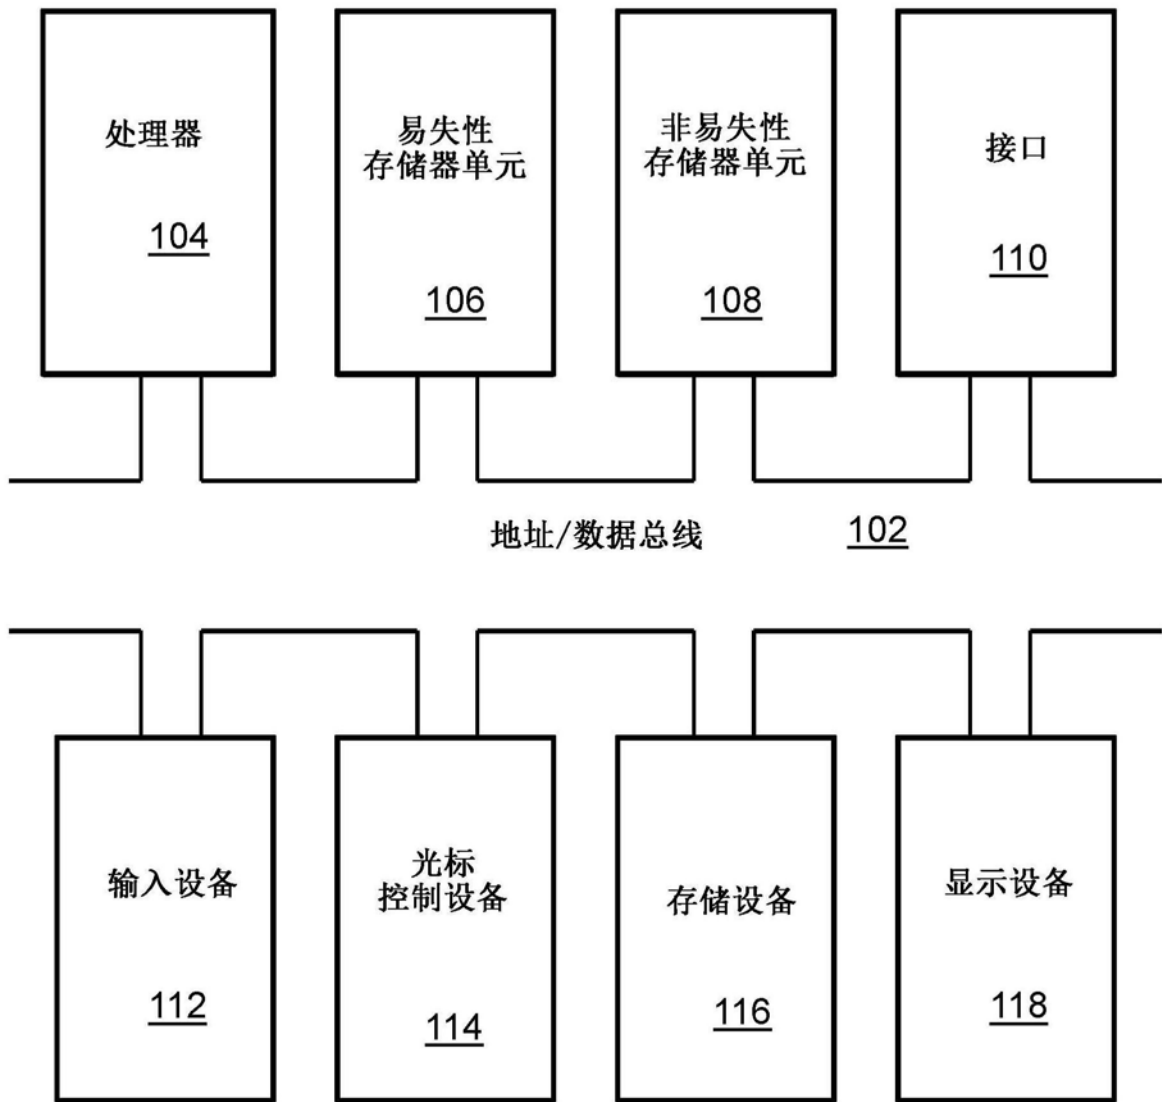 处理器
104
易失性
存储器单元
106
非易失性
存储器单元
108
接口
110
地址/数据总线
102
输入设备
112
光标
控制设备
114
存储设备
116
显示设备
118